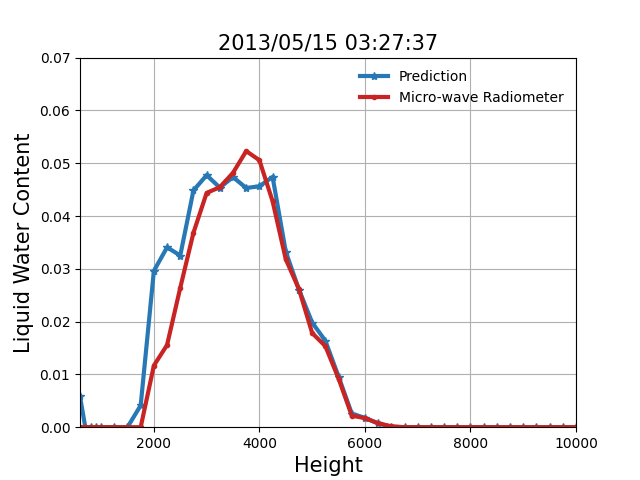 2013/05/15 03:27:37
Prediction
Micro-wave Radiometer
Liquid Water Content
0.07
0.06
0.05
0.04
0.03
0.02
0.01
0.00
2000 4000 6000 8000 10000
Height